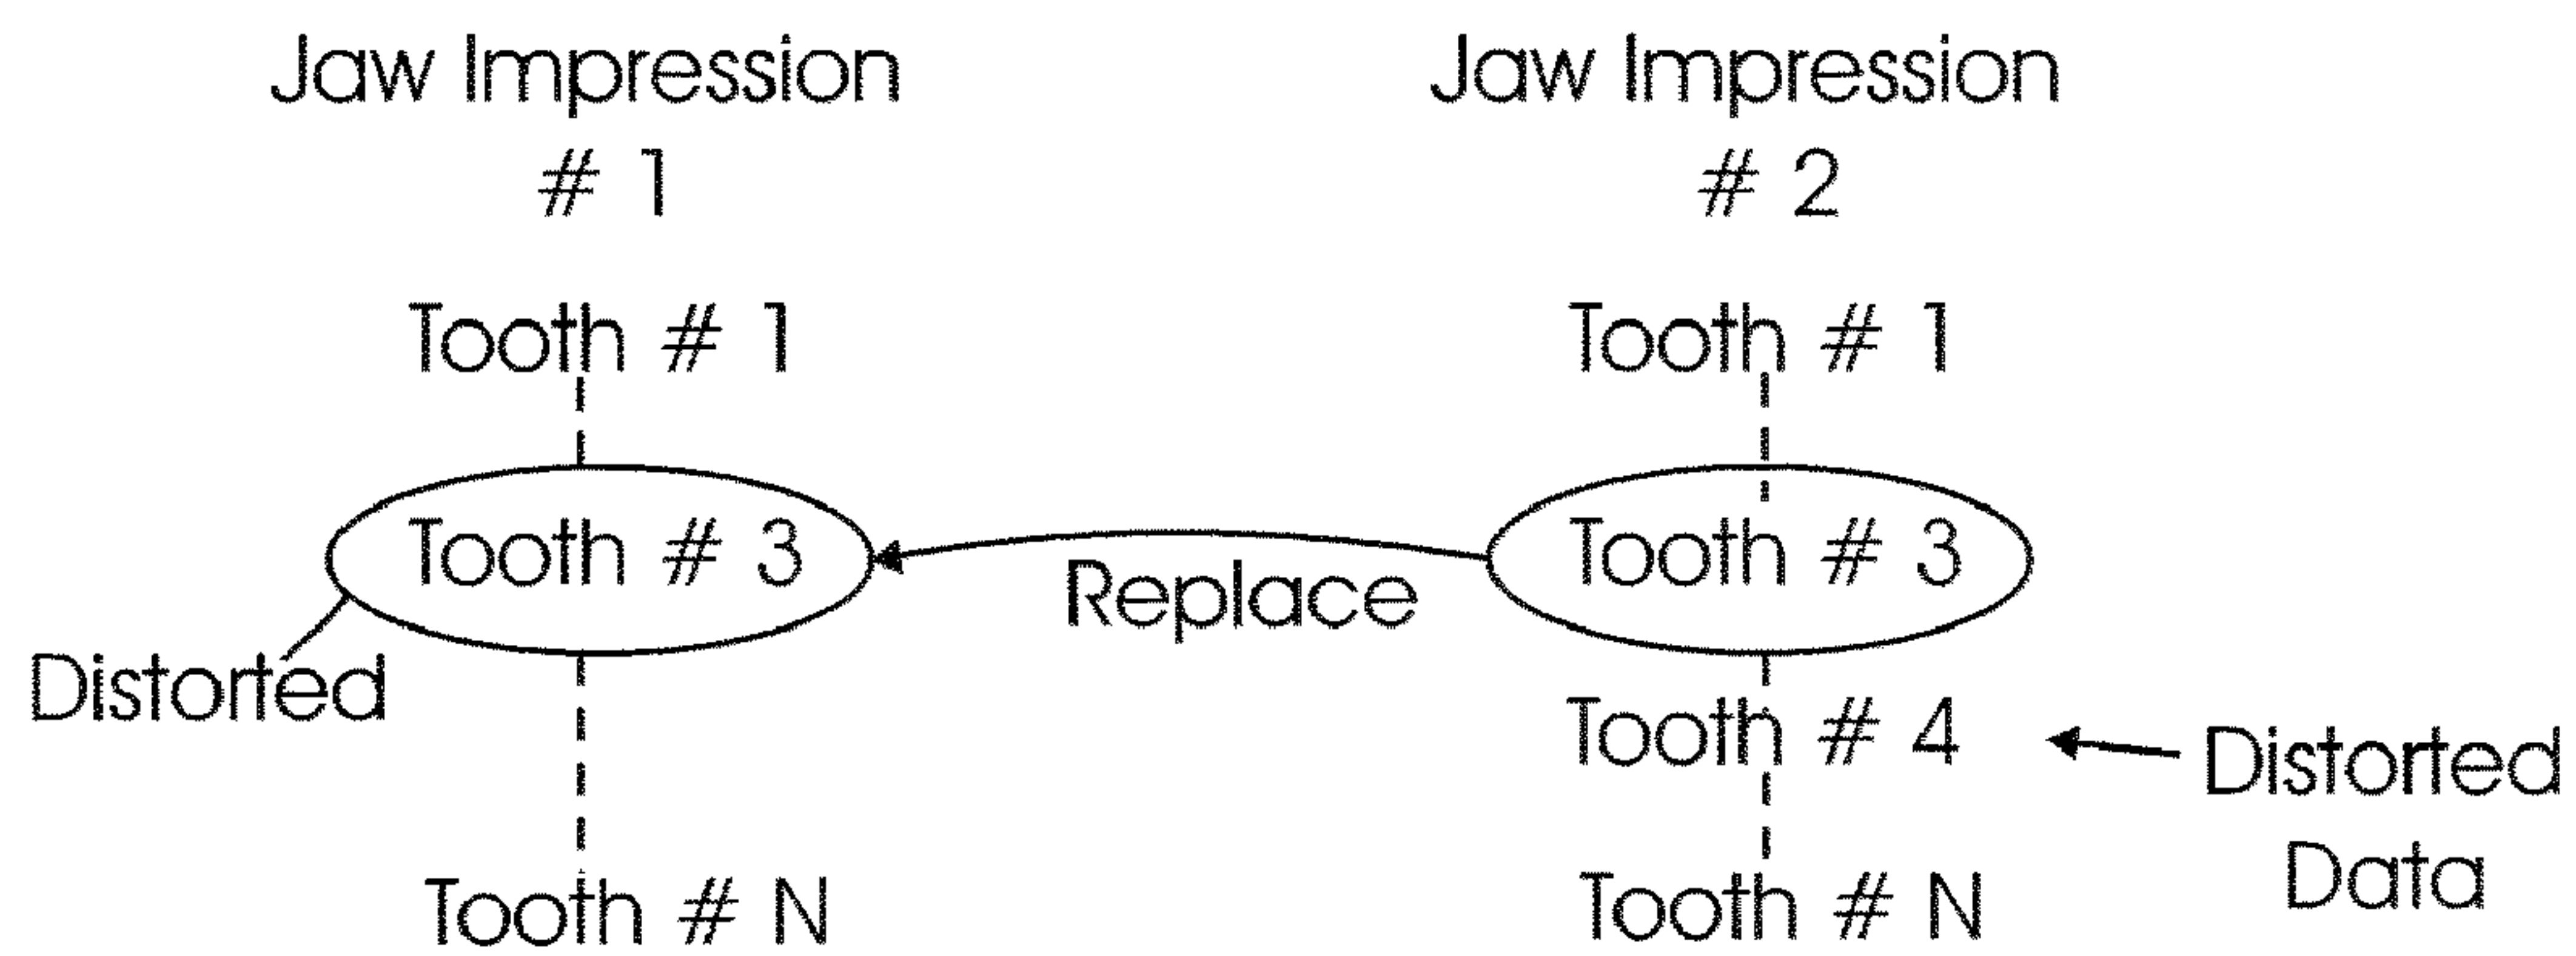 Jaw Impression
# 1
Tooth # 1
Tooth # 3
Distorted
Tooth # N
Replace
Jaw Impression
# 2
Tooth # 1
Tooth # 3
Tooth # 4
Tooth # N
Distorted
Data